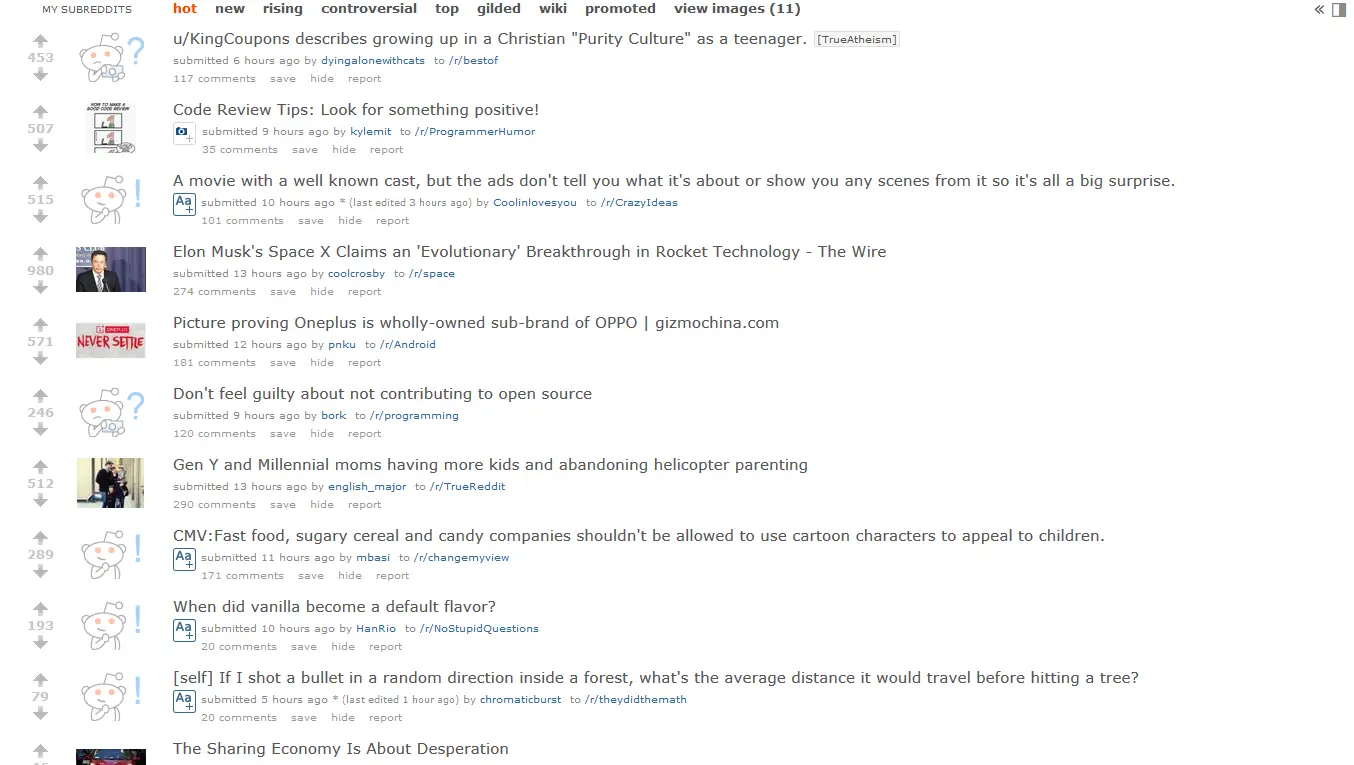 MY SUBREDDITS hot new rising controversial top gilded wiki promoted view images (11) «
u/KingCoupons describes growing up in a Christian "Purity Culture" as a teenager. [TrueAtheism]
453 ?
submitted 6 hours ago by dyingalonewithcats to /r/bestof
117 comments save hide report
Code Review Tips: Look for something positive!
HOW TO MAKE A
GOOD CODE REVIEW
507
submitted 9 hours ago by kylemit to /r/ProgrammerHumor
35 comments save hide report
A movie with a well known cast, but the ads don't tell you what it's about or show you any scenes from it so it's all a big surprise.
515 ! Aa+
submitted 10 hours ago * (last edited 3 hours ago) by Coolinlovesyou to /r/CrazyIdeas
101 comments save hide report
Elon Musk's Space X Claims an 'Evolutionary' Breakthrough in Rocket Technology - The Wire
980
submitted 13 hours ago by coolcrosby to /r/space
274 comments save hide report
Picture proving Oneplus is wholly-owned sub-brand of OPPO | gizmochina.com
ONEPLUS
571 NEVER SETTLE
submitted 12 hours ago by pnku to /r/Android
181 comments save hide report
Don't feel guilty about not contributing to open source
246 ?
submitted 9 hours ago by bork to /r/programming
120 comments save hide report
Gen Y and Millennial moms having more kids and abandoning helicopter parenting
512
submitted 13 hours ago by english_major to /r/TrueReddit
290 comments save hide report
CMV:Fast food, sugary cereal and candy companies shouldn't be allowed to use cartoon characters to appeal to children.
289 ! Aa+
submitted 11 hours ago by mbasi to /r/changemyview
171 comments save hide report
When did vanilla become a default flavor?
193 ! Aa+
submitted 10 hours ago by HanRio to /r/NoStupidQuestions
20 comments save hide report
[self] If I shot a bullet in a random direction inside a forest, what's the average distance it would travel before hitting a tree?
79 ! Aa+
submitted 5 hours ago * (last edited 1 hour ago) by chromaticburst to /r/theydidthemath
20 comments save hide report
The Sharing Economy Is About Desperation